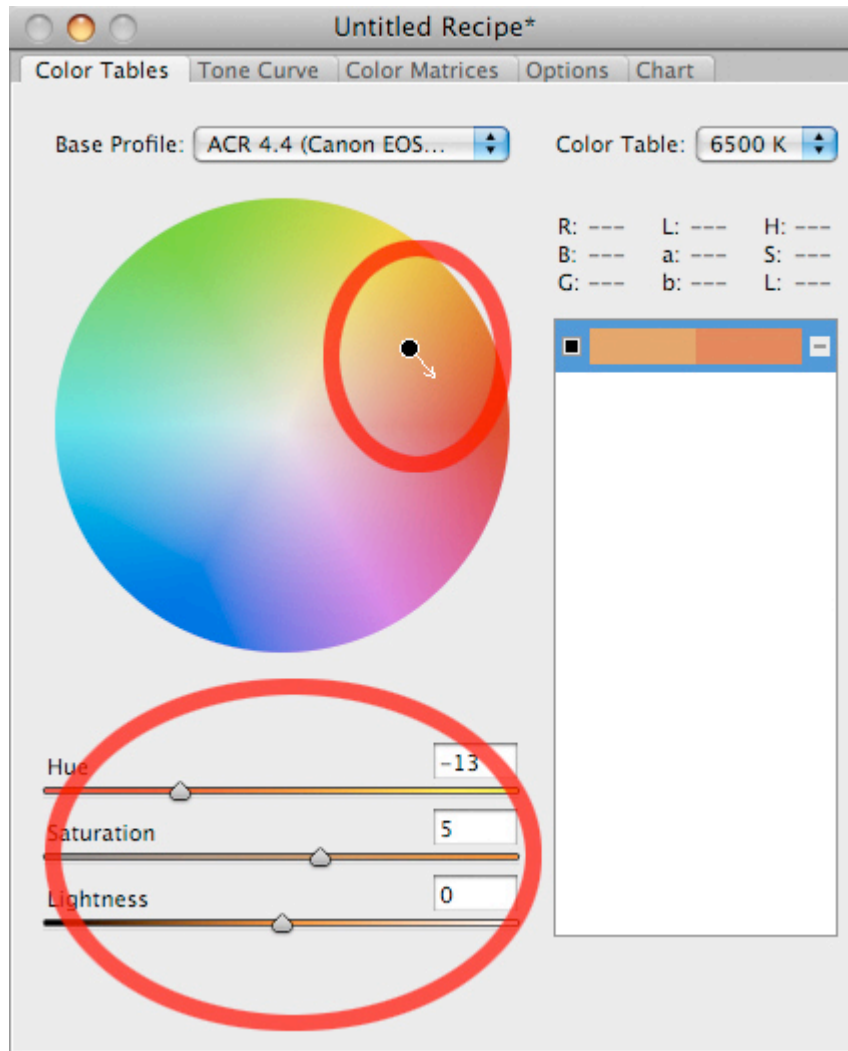 Untitled Recipe*
Color Tables Tone Curve Color Matrices Options Chart
Base Profile: ACR 4.4 (Canon EOS... Color Table: 6500 K
R: --- L: --- H: ---
B: --- a: --- S: ---
G: --- b: --- L: ---
Hue -13
Saturation 5
Lightness 0